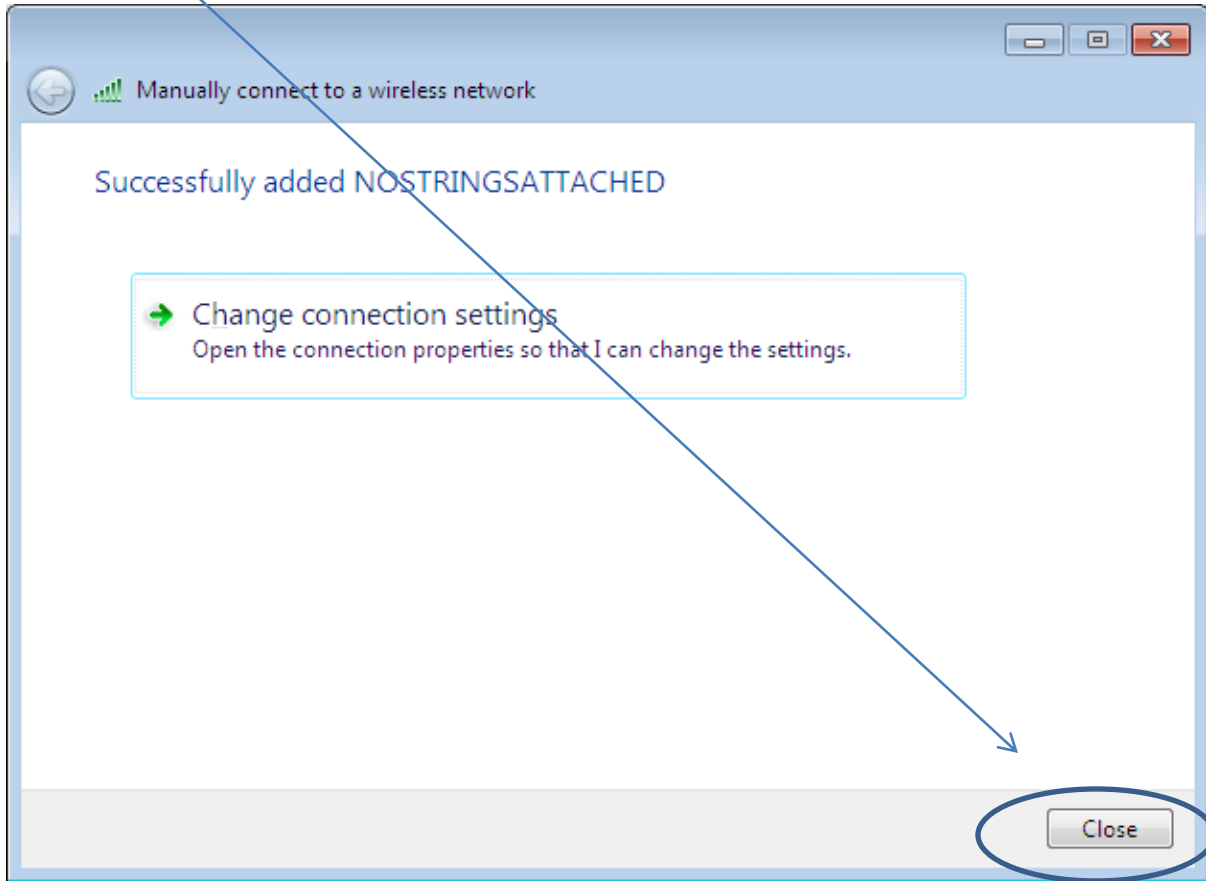 Manually connect to a wireless network
Successfully added NOSTRINGSATTACHED
Change connection settings
Open the connection properties so that I can change the settings.
Close